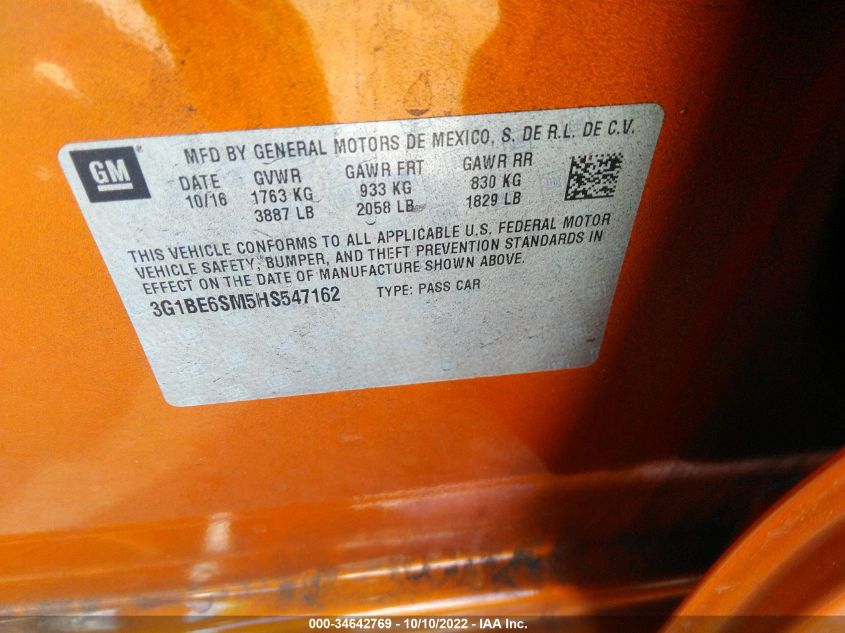 GM
MFD BY GENERAL MOTORS DE MEXICO, S. DE R.L. DE C.V.
DATE GVWR GAWR FRT GAWR RR
10/16 1763 KG 933 KG 830 KG
3887 LB 2058 LB 1829 LB
THIS VEHICLE CONFORMS TO ALL APPLICABLE U.S. FEDERAL MOTOR
VEHICLE SAFETY, BUMPER, AND THEFT PREVENTION STANDARDS IN
EFFECT ON THE DATE OF MANUFACTURE SHOWN ABOVE.
3G1BE6SM5HS547162 TYPE: PASS CAR
000-34642769 - 10/10/2022 - IAA Inc.